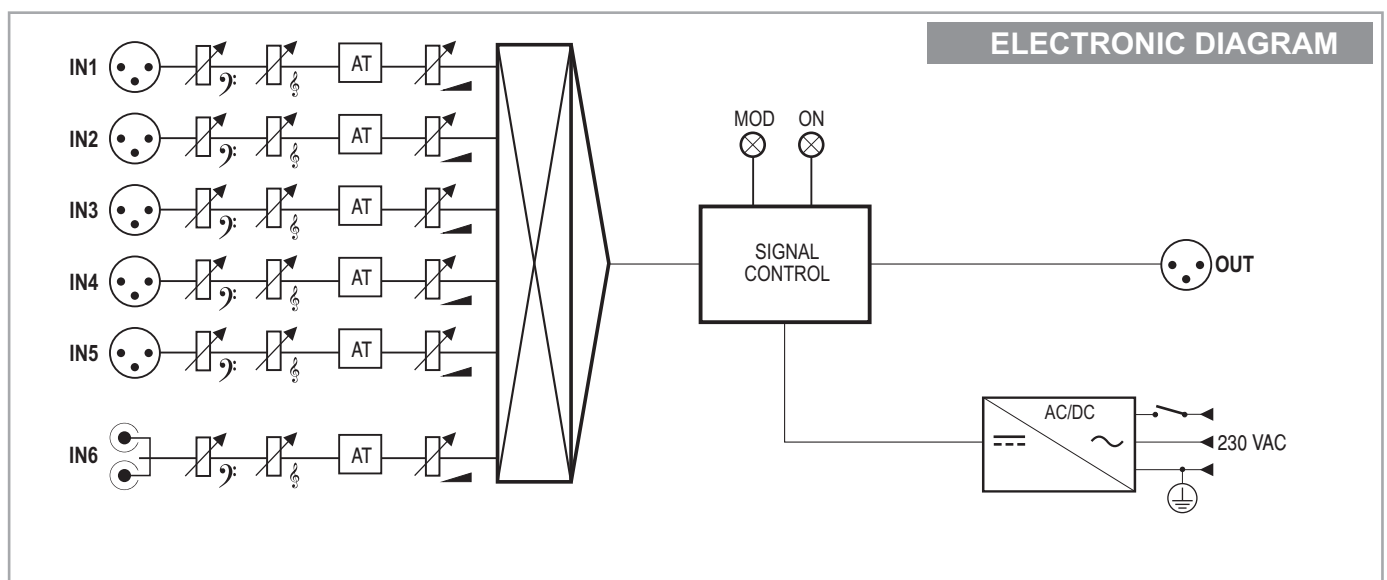 ELECTRONIC DIAGRAM
IN1 AT
IN2 AT
IN3 AT
IN4 AT
IN5 AT
IN6 AT
MOD ON
SIGNAL
CONTROL
OUT
AC/DC
230 VAC